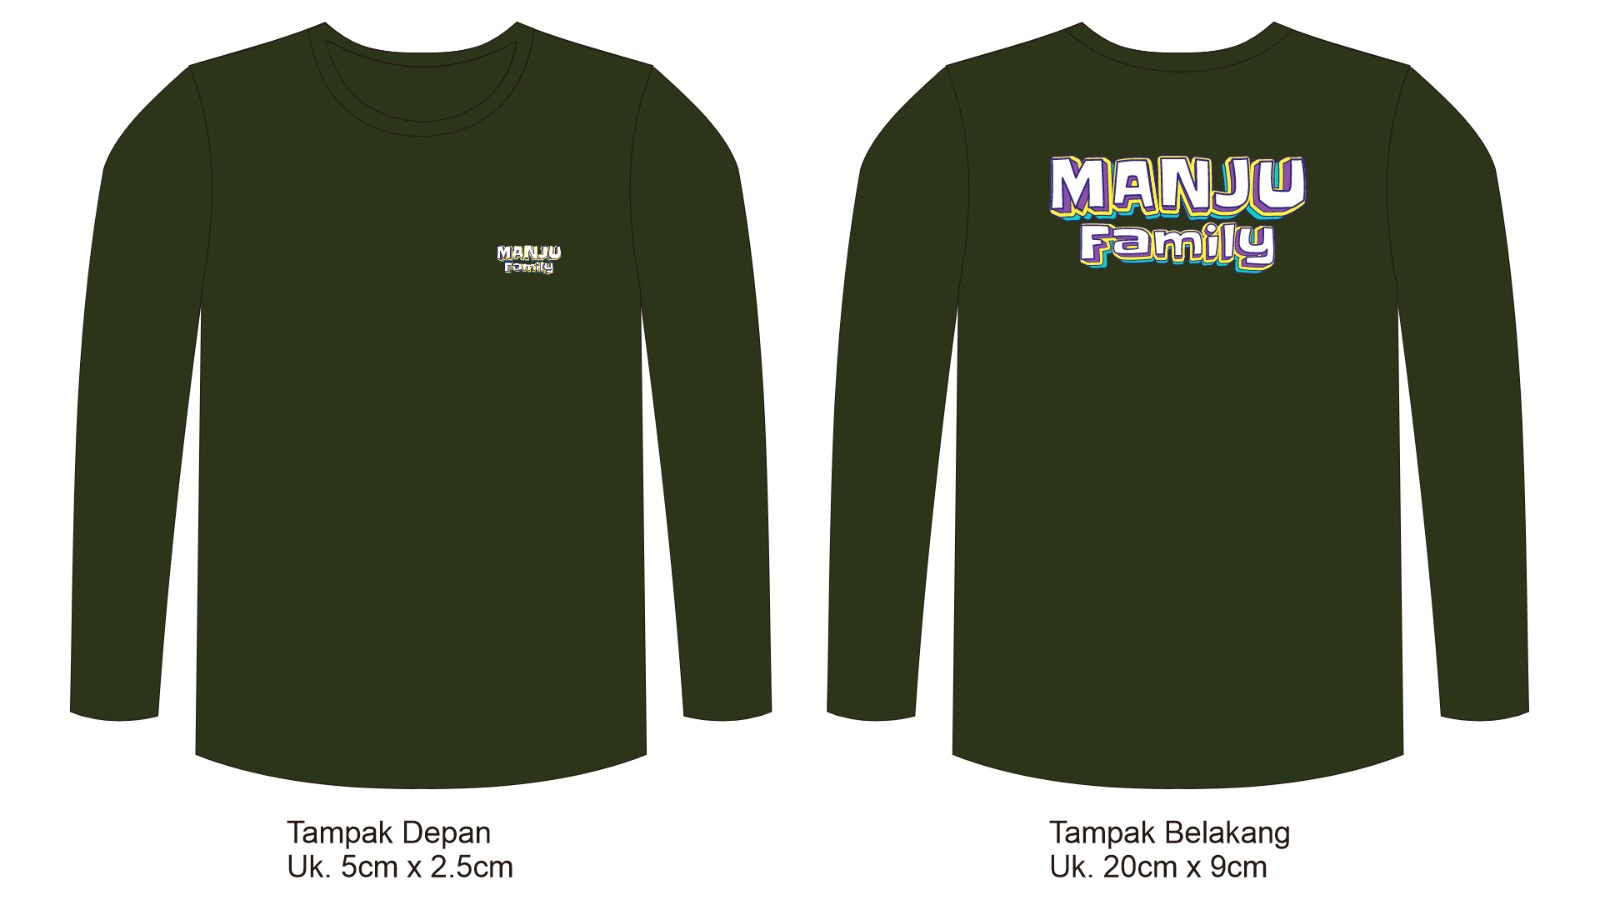 MANJU
Family
MANJU
Family
Tampak Depan
Uk. 5cm x 2.5cm
Tampak Belakang
Uk. 20cm x 9cm